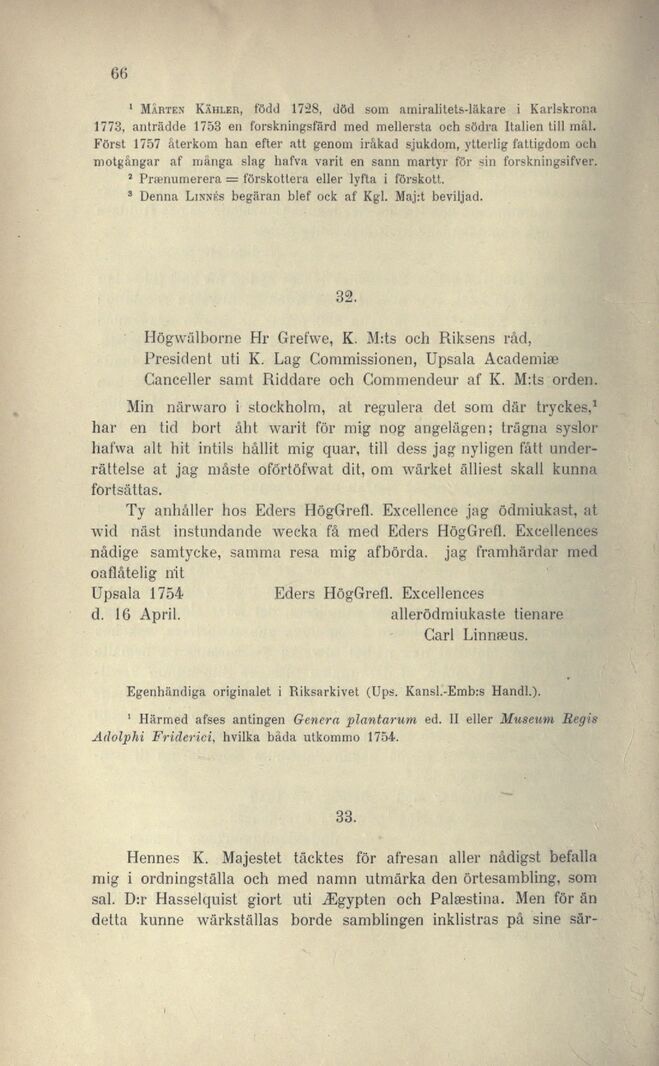 66
¹ Mårten Kähler, född 1728, död som amiralitets-läkare i Karlskrona
1773, anträdde 1753 en forskningsfärd med mellersta och södra Italien till mål.
Först 1757 återkom han efter att genom iråkad sjukdom, ytterlig fattigdom och
motgångar af många slag hafva varit en sann martyr för sin forskningsifver.
² Prænumerera = förskottera eller lyfta i förskott.
³ Denna Linnés begäran blef ock af Kgl. Maj:t beviljad.
32.
Högwälborne Hr Grefwe, K. M:ts och Riksens råd,
President uti K. Lag Commissionen, Upsala Academiæ
Canceller samt Riddare och Commendeur af K. M:ts orden.
Min närwaro i stockholm, at regulera det som där tryckes,¹
har en tid bort åht warit för mig nog angelägen; trägna syslor
hafwa alt hit intils hållit mig quar, till dess jag nyligen fått under-
rättelse at jag måste oförtöfwat dit, om wärket älliest skall kunna
fortsättas.
Ty anhåller hos Eders HögGrefl. Excellence jag ödmiukast, at
wid näst instundande wecka få med Eders HögGrefl. Excellences
nådige samtycke, samma resa mig afbörda. jag framhärdar med
oaflåtelig nit
Upsala 1754 Eders HögGrefl. Excellences
d. 16 April. allerödmiukaste tienare
Carl Linnæus.
Egenhändiga originalet i Riksarkivet (Ups. Kansl.-Emb:s Handl.).
¹ Härmed afses antingen Genera plantarum ed. II eller Museum Regis
Adolphi Friderici, hvilka båda utkommo 1754.
33.
Hennes K. Majestet täcktes för afresan aller nådigst befalla
mig i ordningställa och med namn utmärka den örtesambling, som
sal. D:r Hasselquist giort uti Ægypten och Palæstina. Men för än
detta kunne wärkställas borde samblingen inklistras på sine sär-